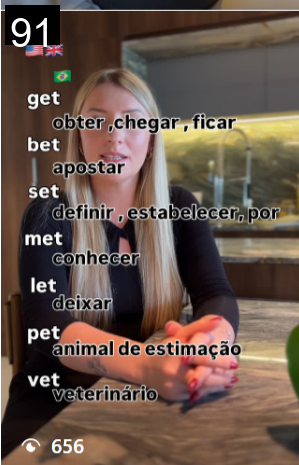 91
get
obter ,chegar , ficar
bet
apostar
set
definir , estabelecer, por
met
conhecer
let
deixar
pet
animal de estimação
vet
veterinário
656